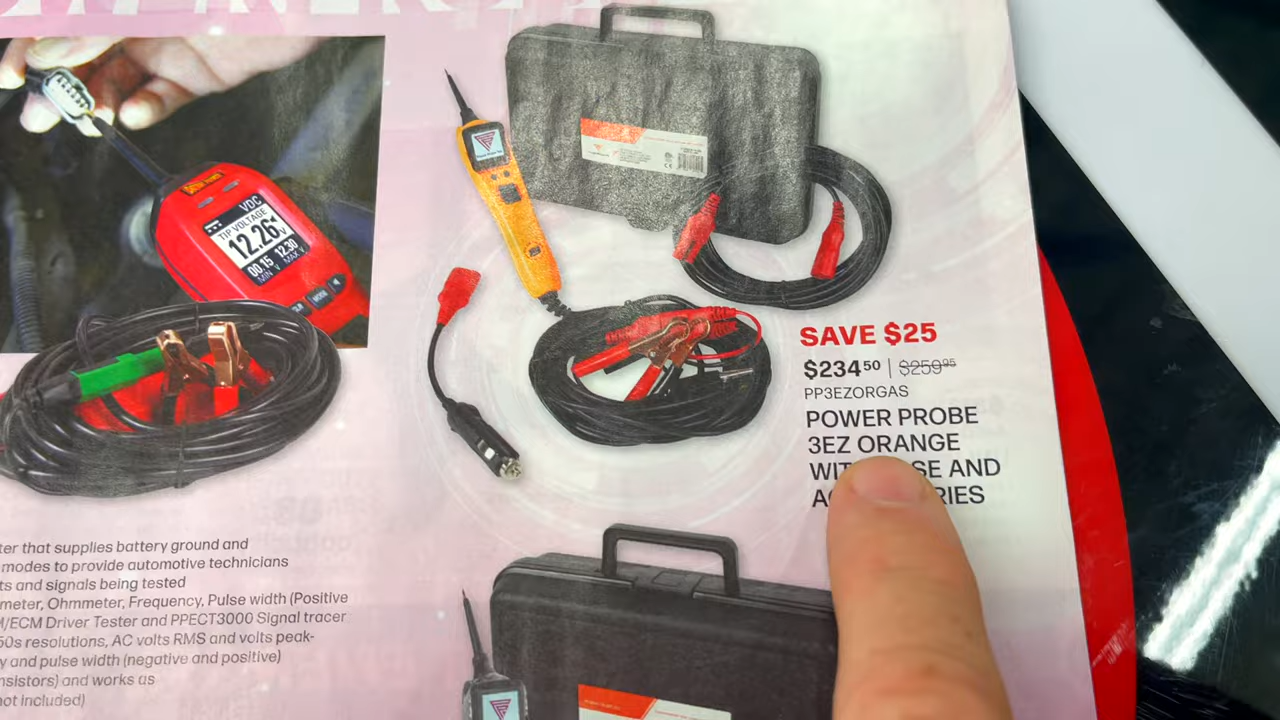 VDC
TIP VOLTAGE
12.26 V
00.15 12.30
MIN V MAX V
MODE
SAVE $25
$234 50 | $259 95
PP3EZORGAS
POWER PROBE
3EZ ORANGE
AND
ter that supplies battery ground and
modes to provide automotive technicians
ts and signals being tested
meter, Ohmmeter, Frequency, Pulse width (Positive
M/ECM Driver Tester and PPECT3000 Signal tracer
50s resolutions, AC volts RMS and volts peak-
y and pulse width (negative and positive)
nsistors) and works as
not included)